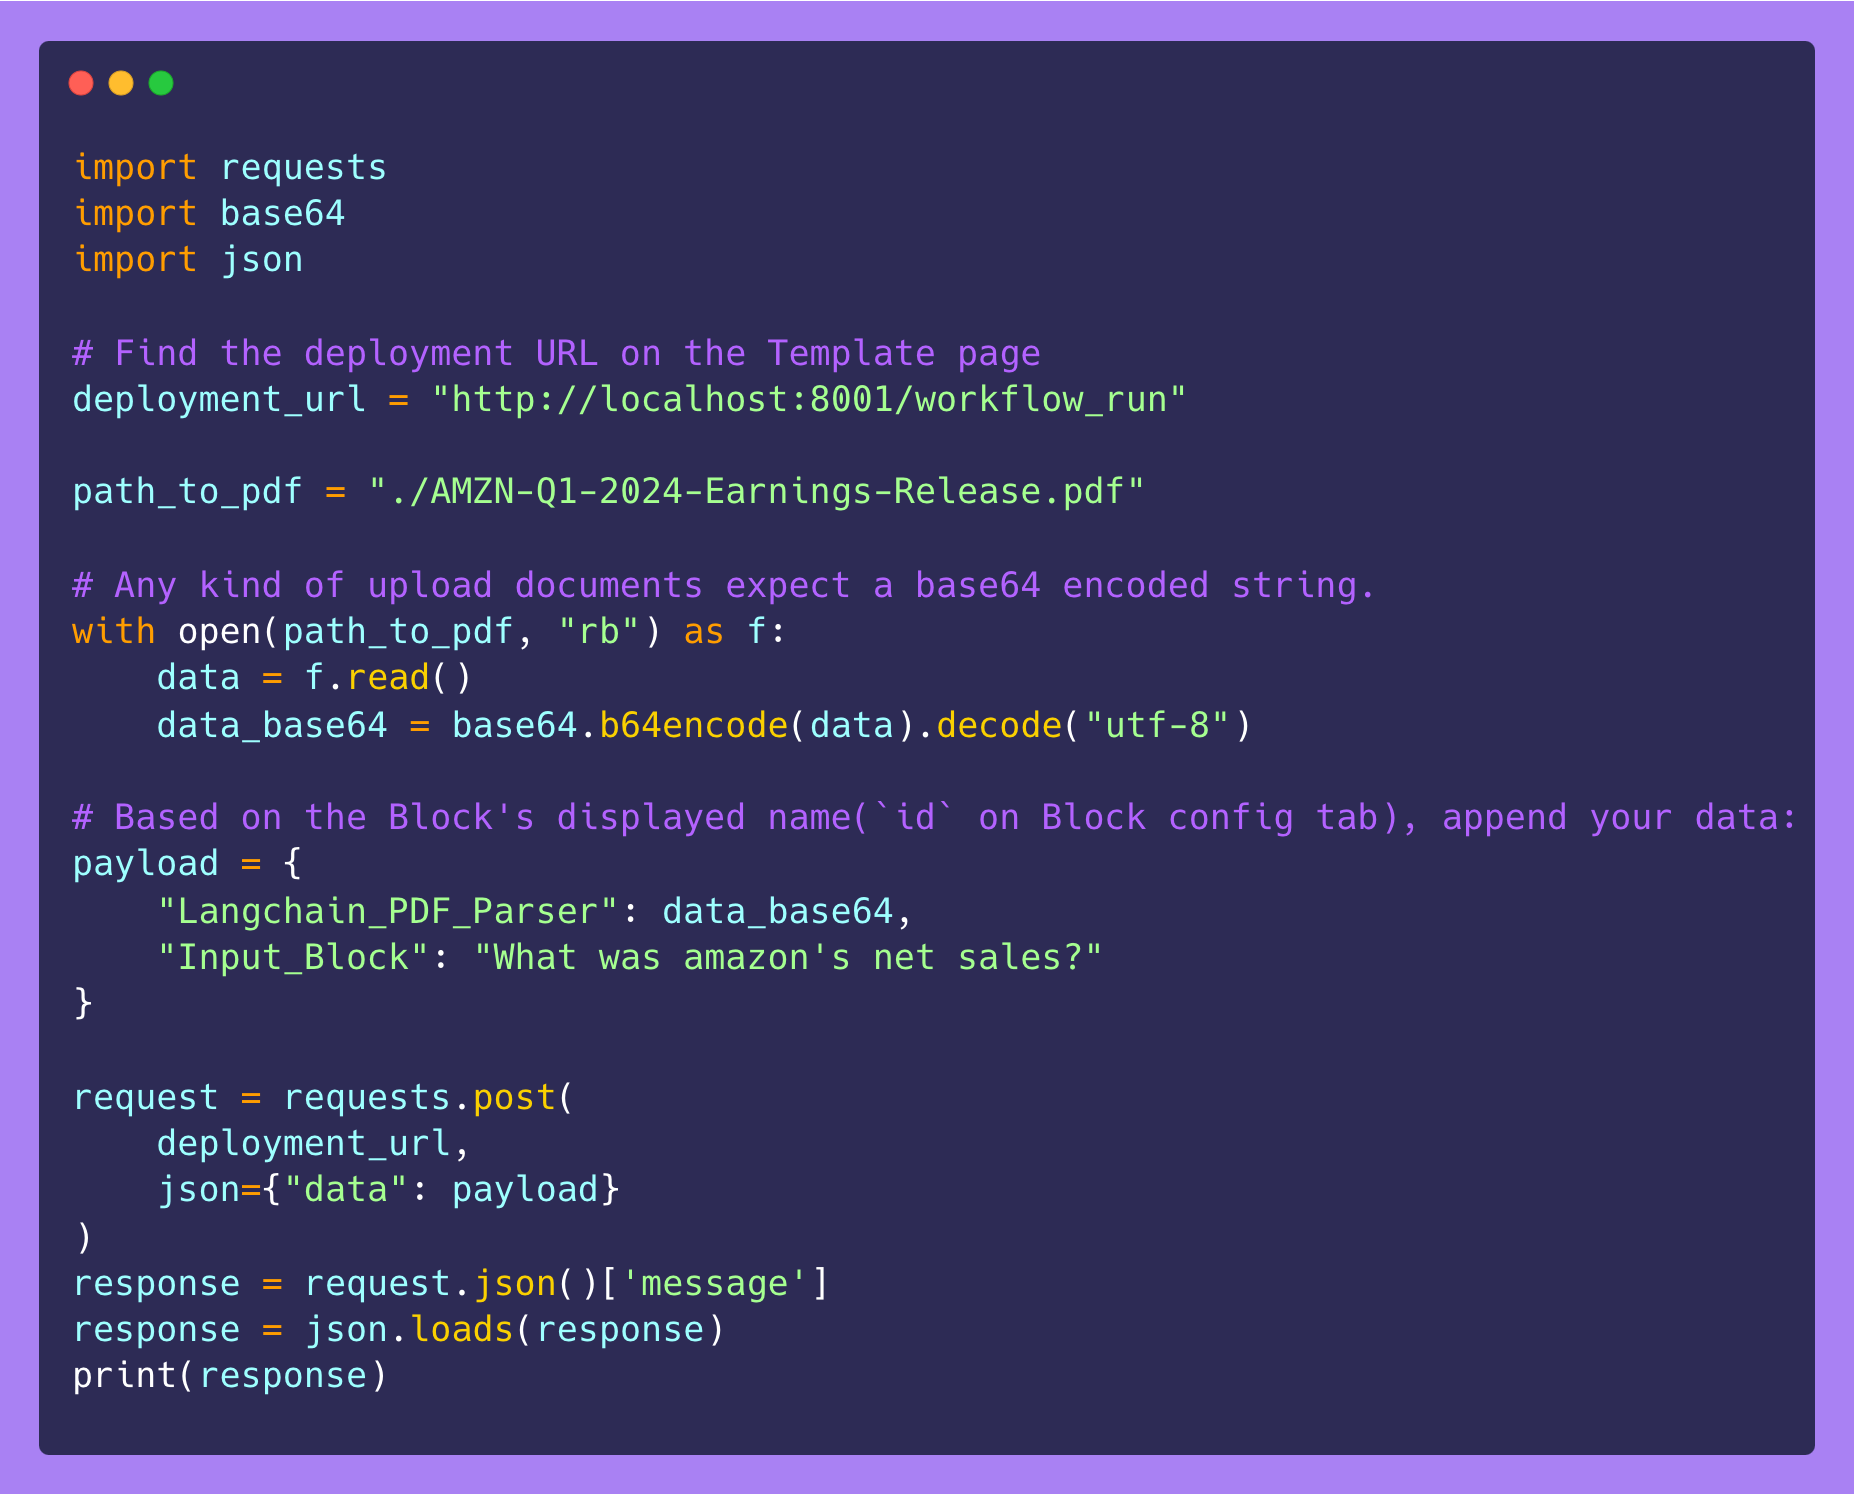 import requests
import base64
import json
# Find the deployment URL on the Template page
deployment_url = "http://localhost:8001/workflow_run"
path_to_pdf = "./AMZN-Q1-2024-Earnings-Release.pdf"
# Any kind of upload documents expect a base64 encoded string.
with open(path_to_pdf, "rb") as f:
    data = f.read()
    data_base64 = base64.b64encode(data).decode("utf-8")
# Based on the Block's displayed name(`id` on Block config tab), append your data:
payload = {
    "Langchain_PDF_Parser": data_base64,
    "Input_Block": "What was amazon's net sales?"
}
request = requests.post(
    deployment_url,
    json={"data": payload}
)
response = request.json()['message']
response = json.loads(response)
print(response)